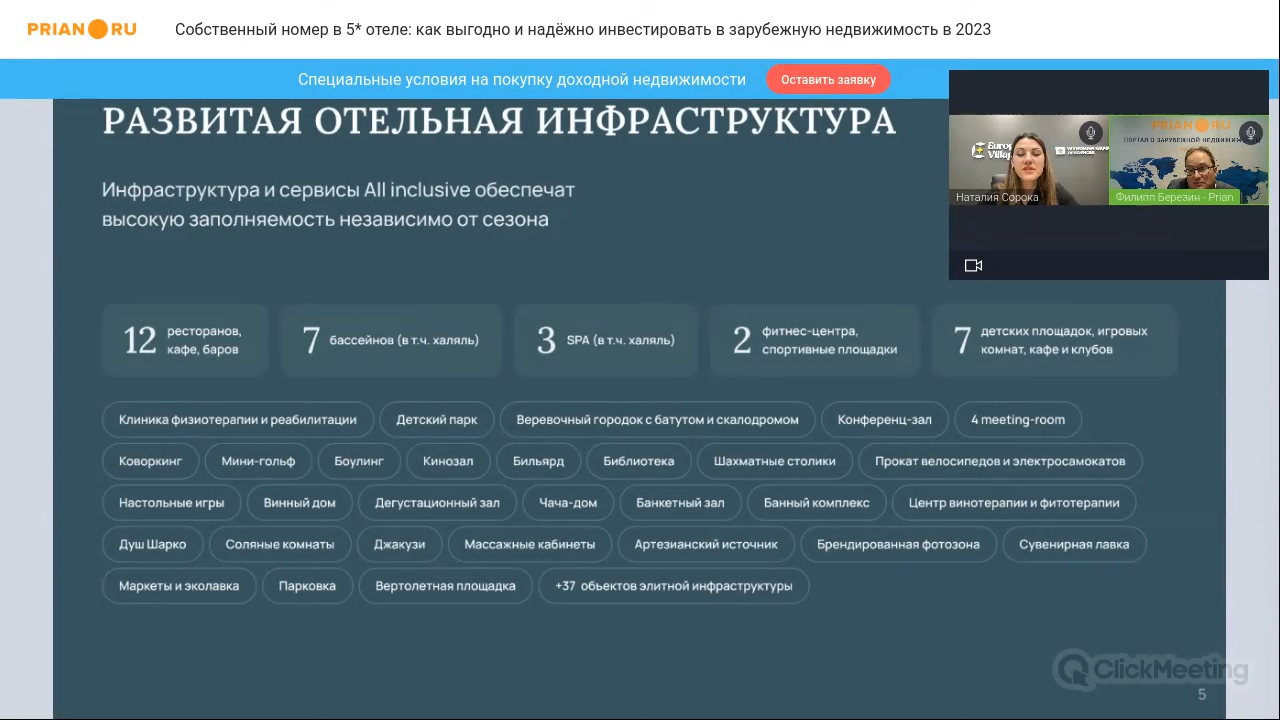 PRIAN RU
Собственный номер в 5* отеле: как выгодно и надёжно инвестировать в зарубежную недвижимость в 2023
Специальные условия на покупку доходной недвижимости
Оставить заявку
РАЗВИТАЯ ОТЕЛЬНАЯ ИНФРАСТРУКТУРА
Инфраструктура и сервисы All inclusive обеспечат
высокую заполняемость независимо от сезона
PRIAN RU
Наталия Сорока
Филипп Березин - Prian
12 ресторанов,
кафе, баров
7 бассейнов (в т.ч. халяль)
3 SPA (в т.ч. халяль)
2 фитнес-центра,
спортивные площадки
7 детских площадок, игровых
комнат, кафе и клубов
Клиника физиотерапии и реабилитации
Детский парк
Веревочный городок с батутом и скалодромом
Конференц-зал
4 meeting-room
Коворкинг
Мини-гольф
Боулинг
Кинозал
Бильярд
Библиотека
Шахматные столики
Прокат велосипедов и электросамокатов
Настольные игры
Винный дом
Дегустационный зал
Чача-дом
Банкетный зал
Банный комплекс
Центр винотерапии и фитотерапии
Душ Шарко
Соляные комнаты
Джакузи
Массажные кабинеты
Артезианский источник
Брендированная фотозона
Сувенирная лавка
Маркеты и эколавка
Парковка
Вертолетная площадка
+37 объектов элитной инфраструктуры
ClickMeeting
5